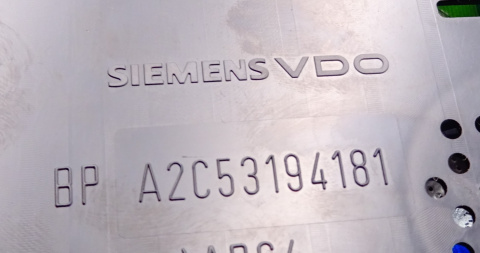 SIEMENS VDO
BP A2C53194181